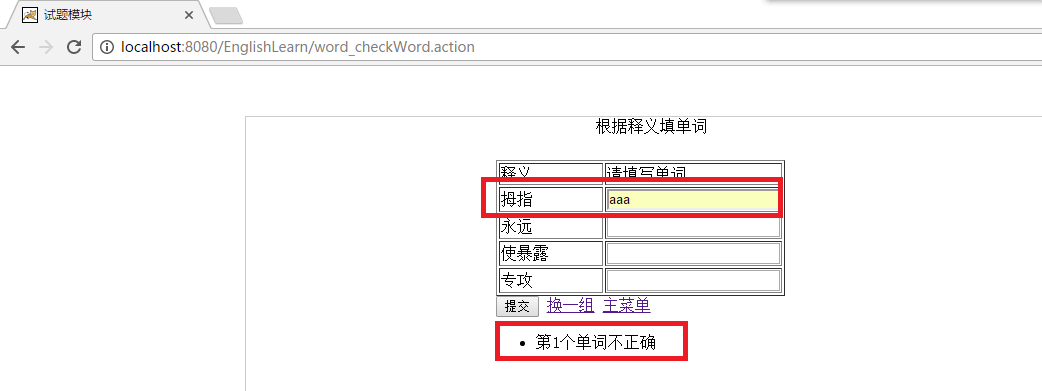 试题模块
localhost:8080/EnglishLearn/word_checkWord.action
根据释义填单词
释义 请填写单词
拇指 aaa
永远
使暴露
专攻
提交 换一组 主菜单
第1个单词不正确